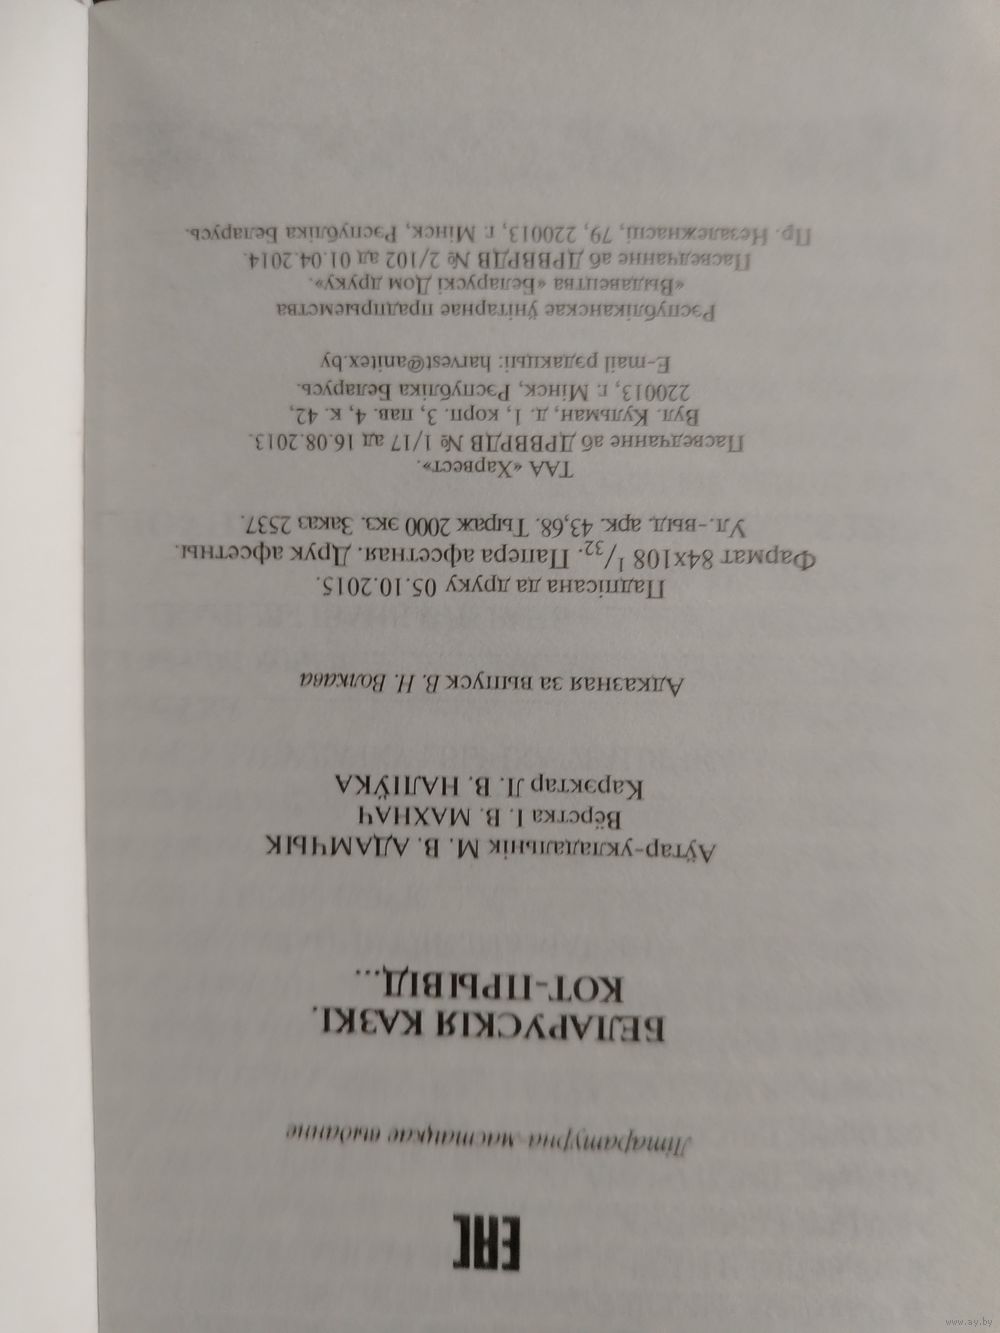 ЕАС
Літаратурна-мастацкае выданне
БЕЛАРУСКІЯ КАЗКІ.
КОТ-ПРЫВІД...
Аўтар-укладальнік М. В. АДАМЧЫК
Вёрстка І. В. МАХНАЧ
Карэктар Л. В. НАЛІЎКА
Адказная за выпуск В. Н. Волкава
Падпісана да друку 05.10.2015.
Фармат 84х108 1/32. Папера афсетная. Друк афсетны.
Ул.-выд. арк. 43,68. Тыраж 2000 экз. Заказ 2537.
ТАА «Харвест».
Пасведчанне аб ДРВВРДВ № 1/17 ад 16.08.2013.
Вул. Кульман, д. 1, корп. 3, пав. 4, к. 42,
220013, г. Мінск, Рэспубліка Беларусь.
E-mail рэдакцыі: harvest@anitex.by
Рэспубліканскае ўнітарнае прадпрыемства
«Выдавецтва «Беларускі Дом друку».
Пасведчанне аб ДРВВРДВ № 2/102 ад 01.04.2014.
Пр. Незалежнасці, 79, 220013, г. Мінск, Рэспубліка Беларусь.
www.ay.by